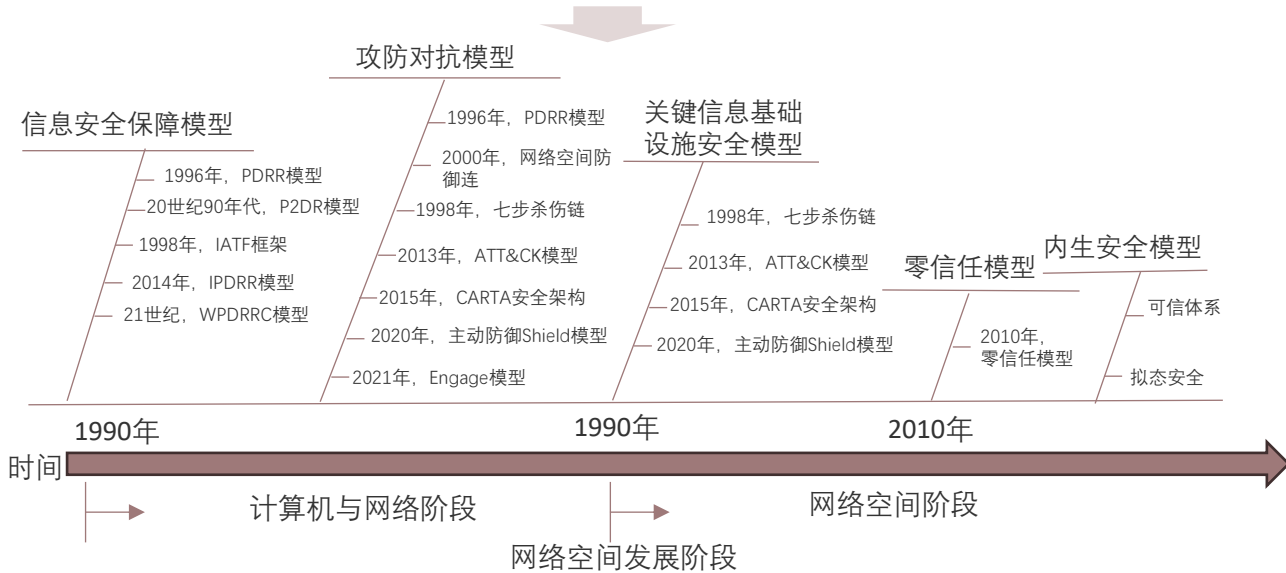 攻防对抗模型
1996年，PDRR模型
2000年，网络空间防
御连
1998年，七步杀伤链
2013年，ATT&CK模型
2015年，CARTA安全架构
2020年，主动防御Shield模型
2021年，Engage模型
信息安全保障模型
1996年，PDRR模型
20世纪90年代，P2DR模型
1998年，IATF框架
2014年，IPDRR模型
21世纪，WPDRRC模型
关键信息基础
设施安全模型
1998年，七步杀伤链
2013年，ATT&CK模型
2015年，CARTA安全架构
2020年，主动防御Shield模型
零信任模型
2010年，
零信任模型
内生安全模型
可信体系
拟态安全
1990年
1990年
2010年
时间
计算机与网络阶段
网络空间阶段
网络空间发展阶段